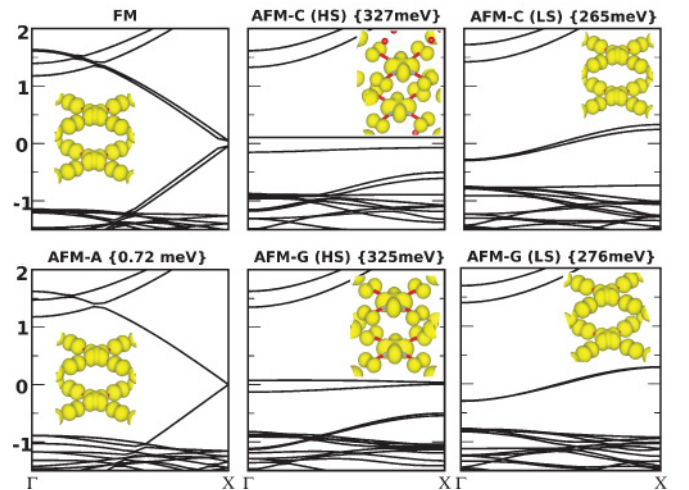 FM AFM-C (HS) {327meV} AFM-C (LS) {265meV}
2
1
0
-1
AFM-A {0.72 meV} AFM-G (HS) {325meV} AFM-G (LS) {276meV}
2
1
0
-1
Γ X Γ X Γ X